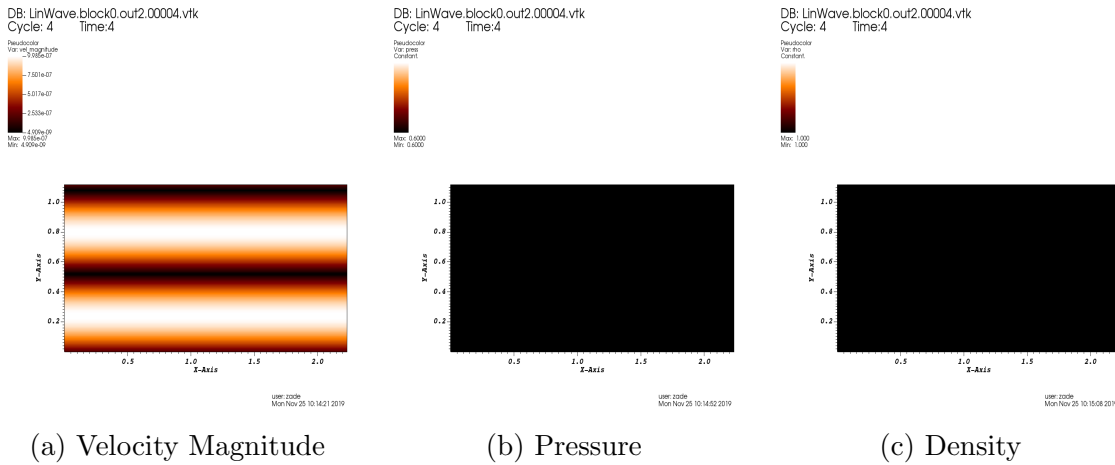 DB: LinWave.block0.out2.00004.vtk
Cycle: 4 Time:4
Pseudocolor
Var: vel_magnitude
9.985e-07
7.501e-07
5.017e-07
2.533e-07
4.909e-09
Max: 9.985e-07
Min: 4.909e-09
1.0
0.8
0.6
0.4
0.2
Y-Axis
0.5 1.0 1.5 2.0
X-Axis
user: zade
Mon Nov 25 10:14:21 2019
(a) Velocity Magnitude
DB: LinWave.block0.out2.00004.vtk
Cycle: 4 Time:4
Pseudocolor
Var: press
Constant.
Max: 0.6000
Min: 0.6000
1.0
0.8
0.6
0.4
0.2
Y-Axis
0.5 1.0 1.5 2.0
X-Axis
user: zade
Mon Nov 25 10:14:52 2019
(b) Pressure
DB: LinWave.block0.out2.00004.vtk
Cycle: 4 Time:4
Pseudocolor
Var: rho
Constant.
Max: 1.000
Min: 1.000
1.0
0.8
0.6
0.4
0.2
Y-Axis
0.5 1.0 1.5 2.0
X-Axis
user: zade
Mon Nov 25 10:15:08 2019
(c) Density